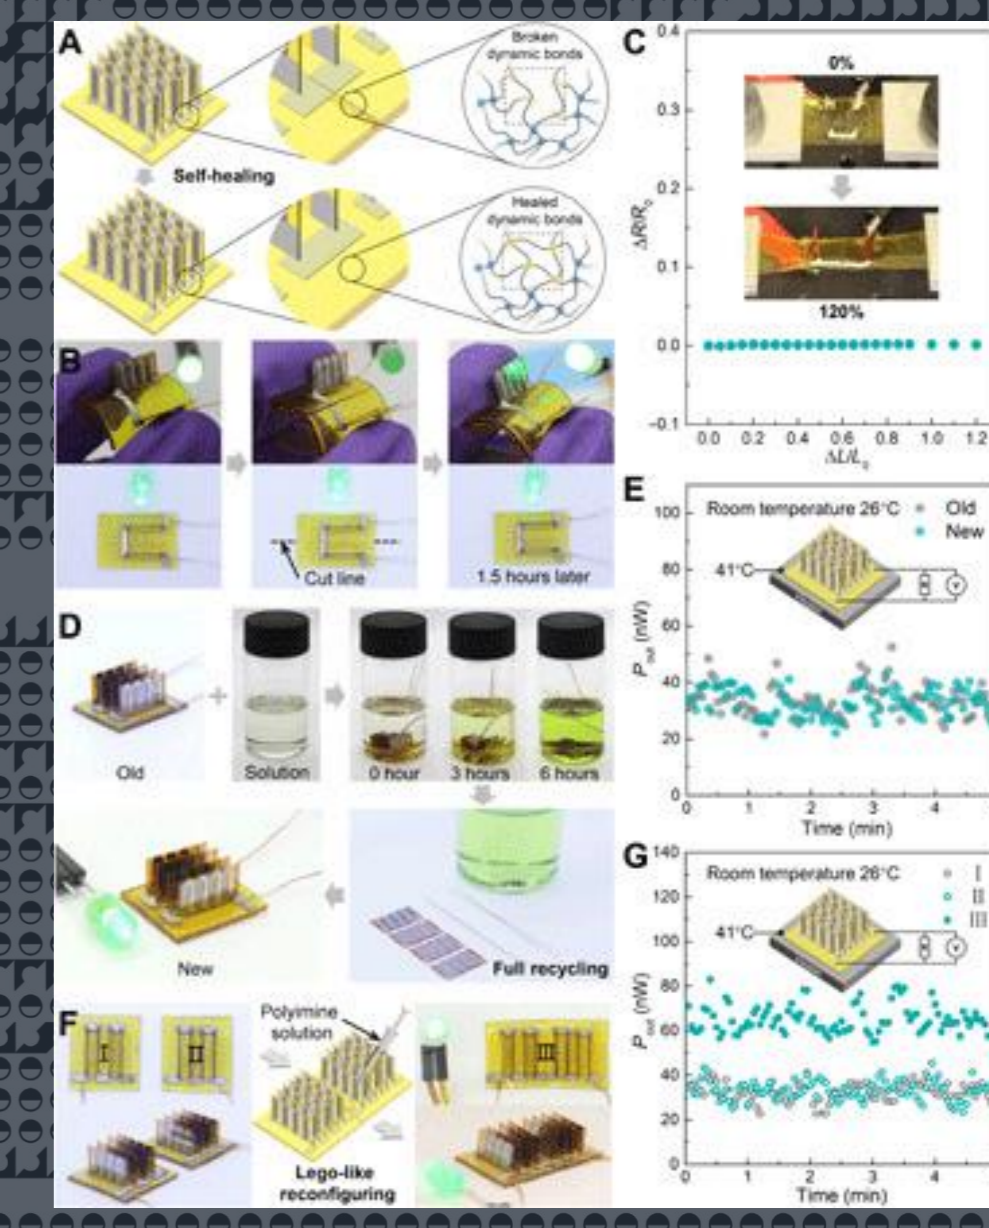 A
Broken
dynamic bonds
Self-healing
Healed
dynamic bonds
B
Cut line
1.5 hours later
C
0.4
0.3
0.2
0.1
0.0
−0.1
ΔR/R₀
0%
120%
0.0 0.2 0.4 0.6 0.8 1.0 1.2
ΔL/L₀
D
Old
Solution
0 hour
3 hours
6 hours
New
Full recycling
E
100
80
60
40
20
0
P out (nW)
Room temperature 26°C
Old
New
41°C
V
0 1 2 3 4
Time (min)
F
I
II
Polyimine
solution
III
Lego-like
reconfiguring
G
140
120
100
80
60
40
20
0
P out (nW)
Room temperature 26°C
I
II
III
41°C
V
0 1 2 3 4
Time (min)